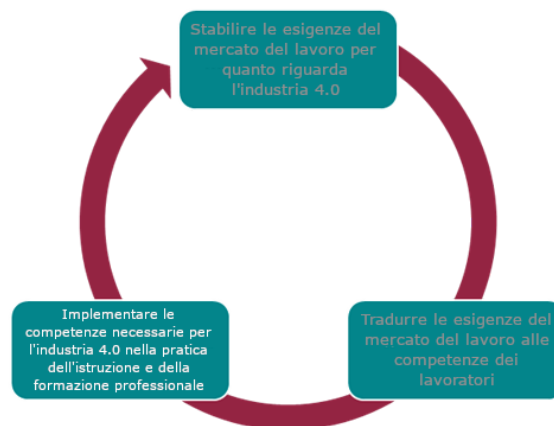 Stabilire le esigenze del
mercato del lavoro per
quanto riguarda
l'industria 4.0
Implementare le
competenze necessarie per
l'industria 4.0 nella pratica
dell'istruzione e della
formazione professionale
Tradurre le esigenze del
mercato del lavoro alle
competenze dei
lavoratori